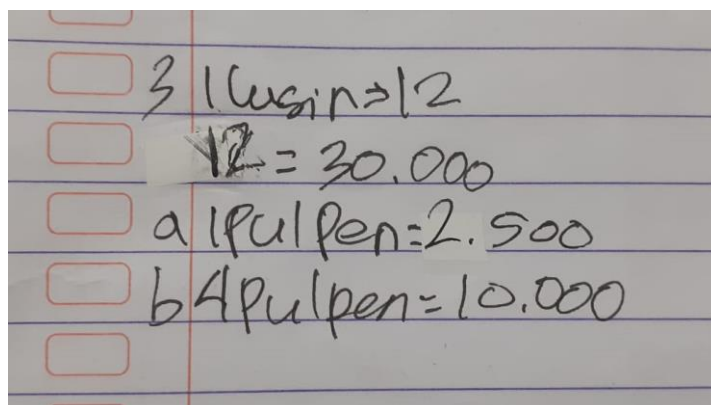 3 1 lusin→12
12 = 30.000
a 1 pulpen=2.500
b 4 pulpen=10.000